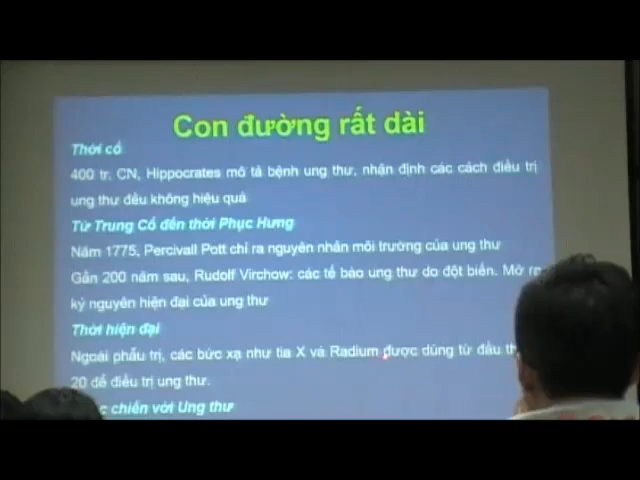 Con đường rất dài
Thời cổ
400 tr. CN, Hippocrates mô tả bệnh ung thư, nhận định các cách điều trị
ung thư đều không hiệu quả
Từ Trung Cổ đến thời Phục Hưng
Năm 1775, Percivall Pott chỉ ra nguyên nhân môi trường của ung thư
Gần 200 năm sau, Rudolf Virchow: các tế bào ung thư do đột biến. Mở ra
kỷ nguyên hiện đại của ung thư
Thời hiện đại
Ngoài phẫu trị, các bức xạ như tia X và Radium được dùng từ đầu
20 để điều trị ung thư.
chiến với Ung thư